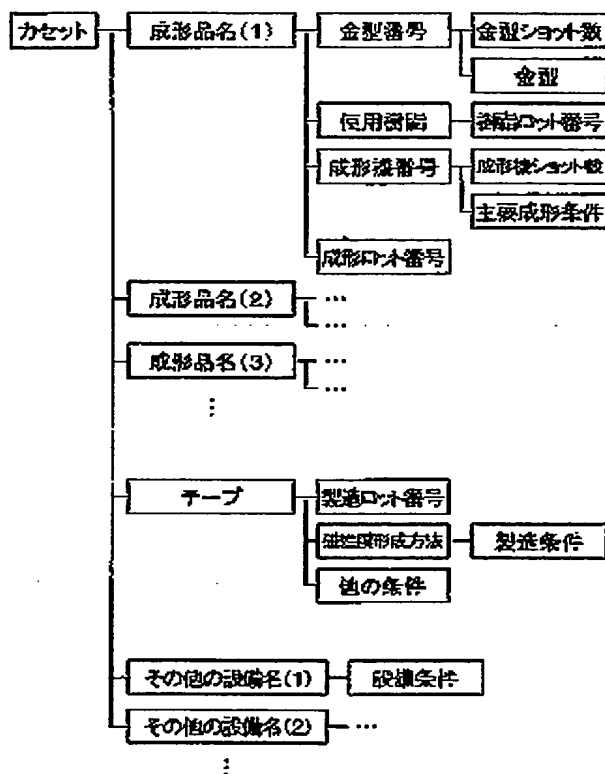 カセット
成形品名(1)
金型番号
金型ショット数
金型
使用樹脂
樹脂ロット番号
成形機番号
成形機ショット数
主要成形条件
成形ロット番号
成形品名(2)
…
…
成形品名(3)
…
…
⋮
テープ
製造ロット番号
磁性膜形成方法
製造条件
他の条件
その他の設備名(1)
設備条件
その他の設備名(2)
…
⋮